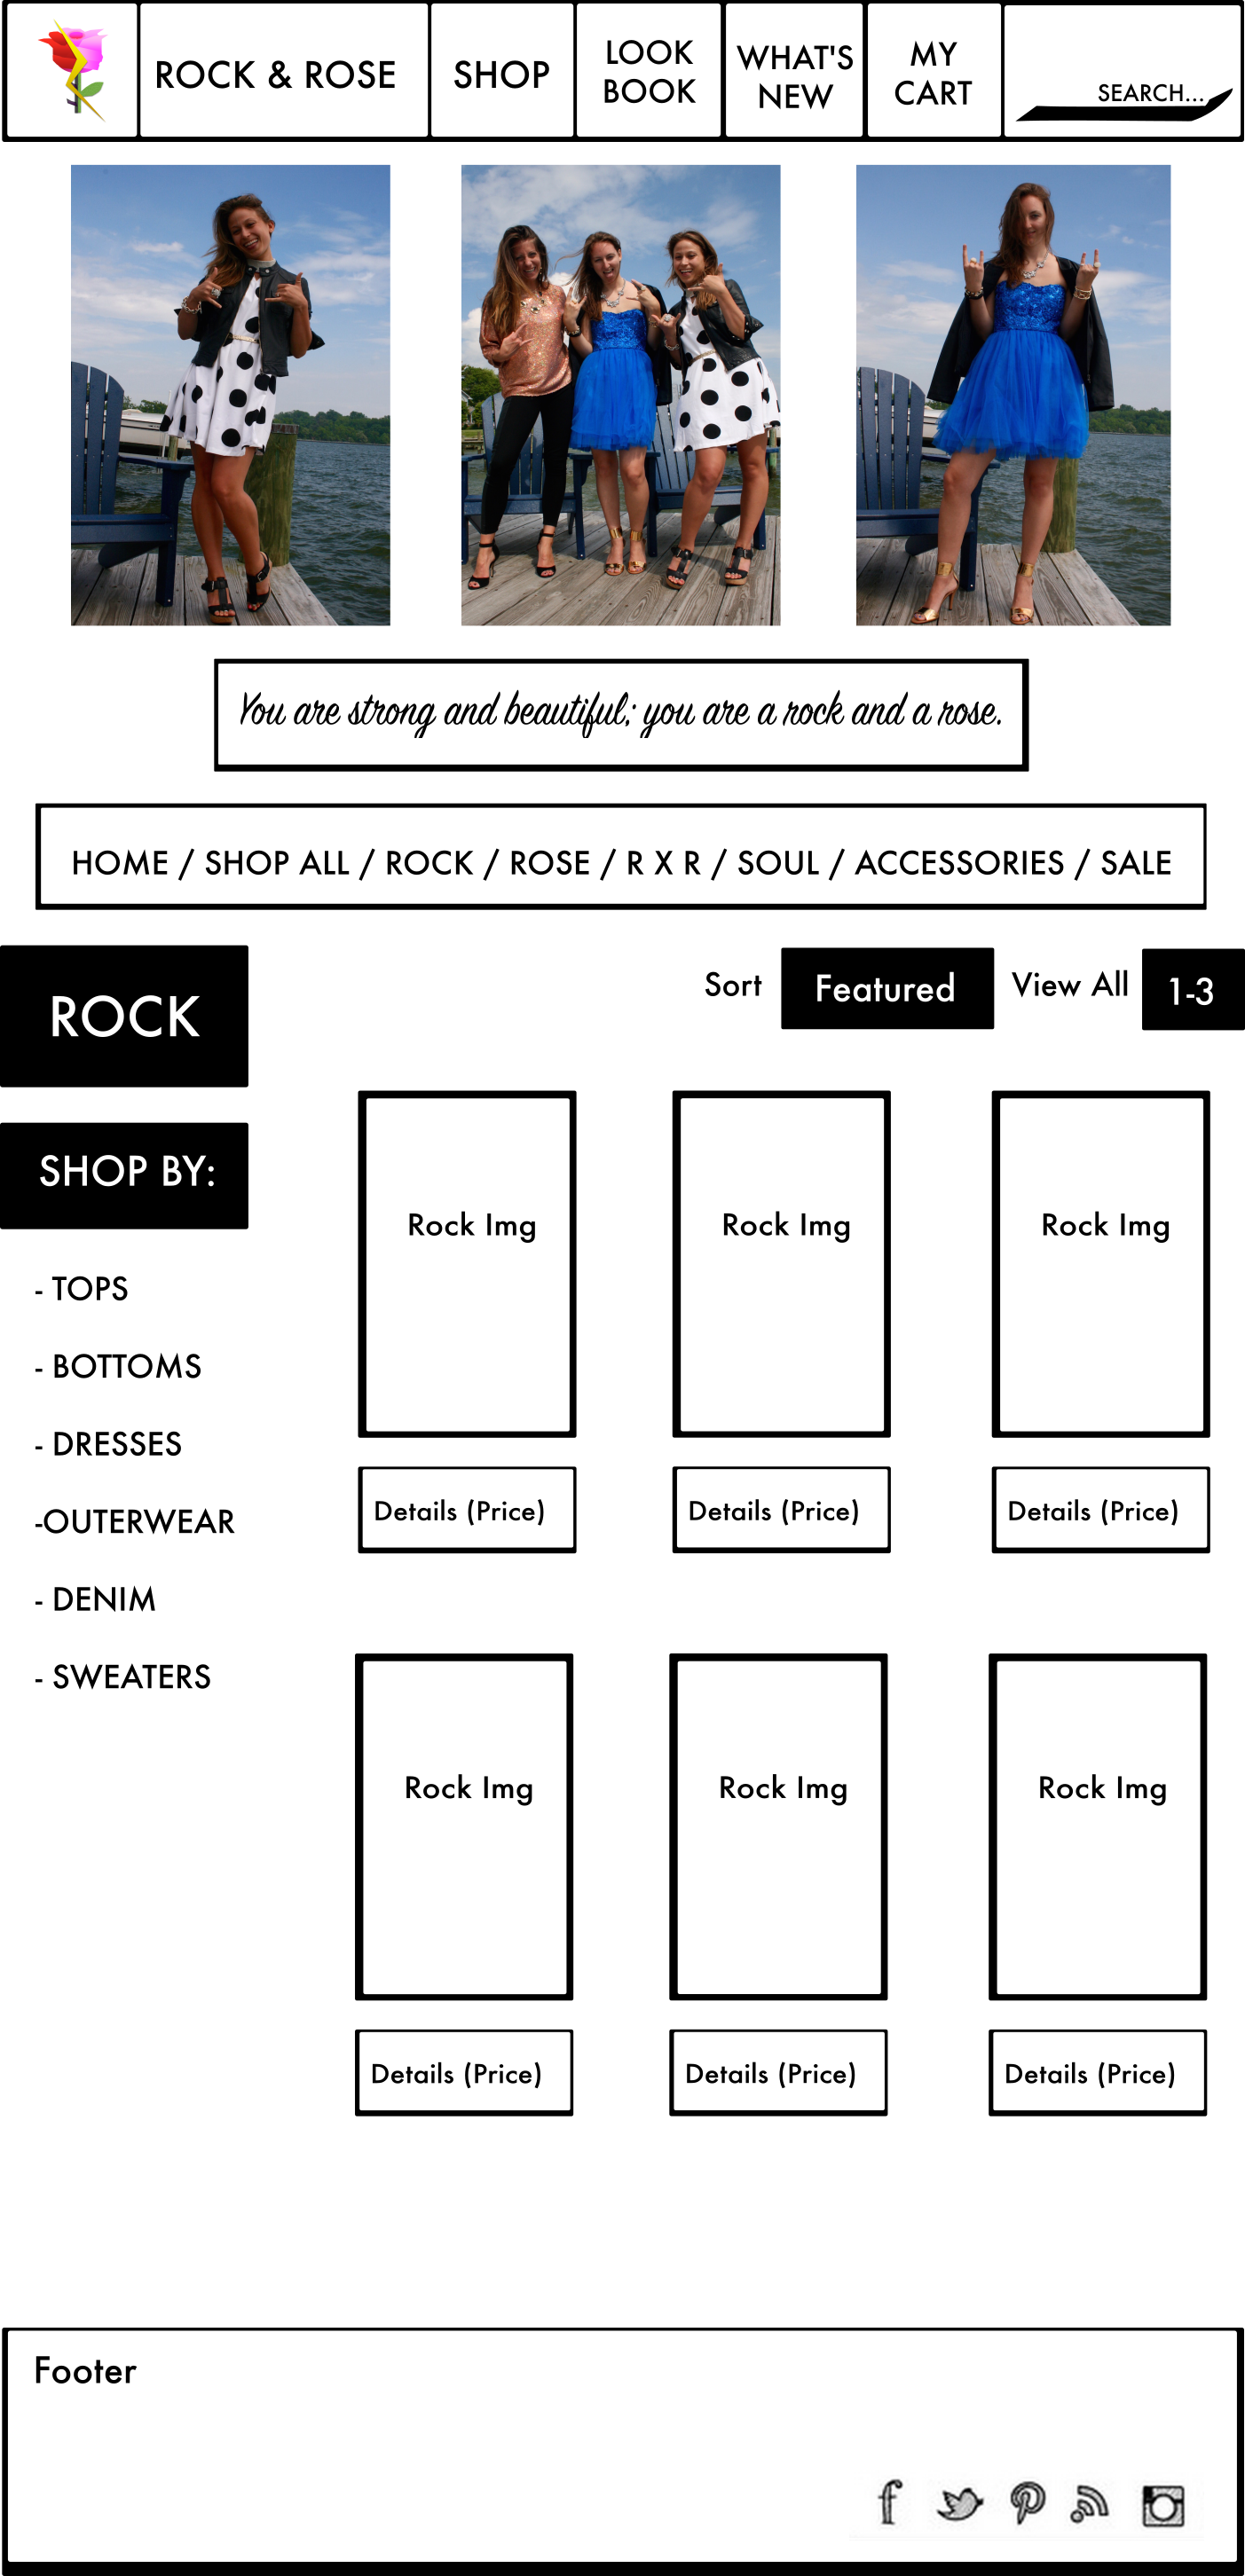 ROCK & ROSE
SHOP
LOOK
BOOK
WHAT'S
NEW
MY
CART
SEARCH...
You are strong and beautiful; you are a rock and a rose.
HOME / SHOP ALL / ROCK / ROSE / R X R / SOUL / ACCESSORIES / SALE
ROCK
Sort
Featured
View All
1-3
SHOP BY:
- TOPS
- BOTTOMS
- DRESSES
-OUTERWEAR
- DENIM
- SWEATERS
Rock Img
Rock Img
Rock Img
Details (Price)
Details (Price)
Details (Price)
Rock Img
Rock Img
Rock Img
Details (Price)
Details (Price)
Details (Price)
Footer